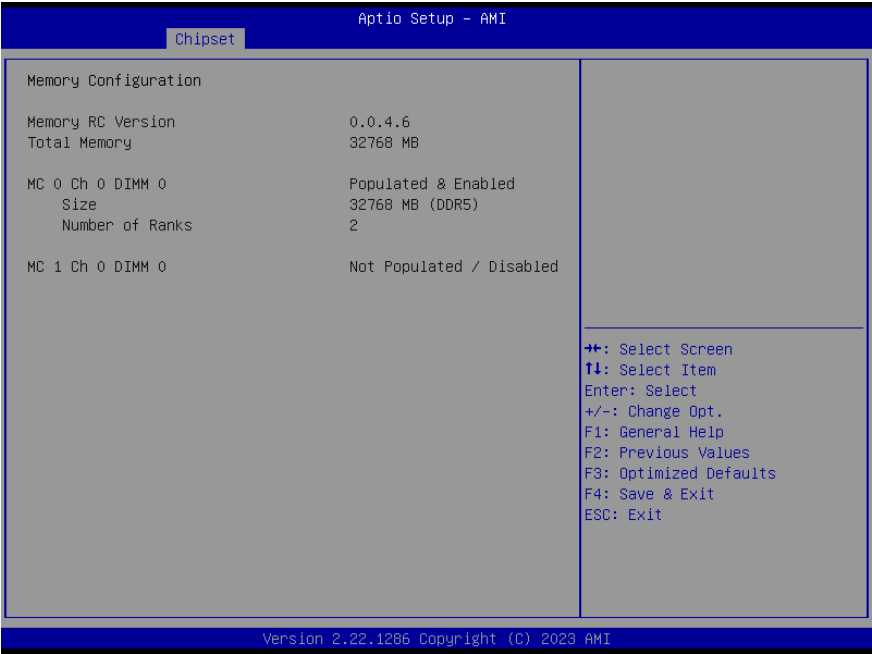 Aptio Setup – AMI
Chipset
Memory Configuration
Memory RC Version 0.0.4.6
Total Memory 32768 MB
MC 0 Ch 0 DIMM 0 Populated & Enabled
Size 32768 MB (DDR5)
Number of Ranks 2
MC 1 Ch 0 DIMM 0 Not Populated / Disabled
→←: Select Screen
↑↓: Select Item
Enter: Select
+/-: Change Opt.
F1: General Help
F2: Previous Values
F3: Optimized Defaults
F4: Save & Exit
ESC: Exit
Version 2.22.1286 Copyright (C) 2023 AMI